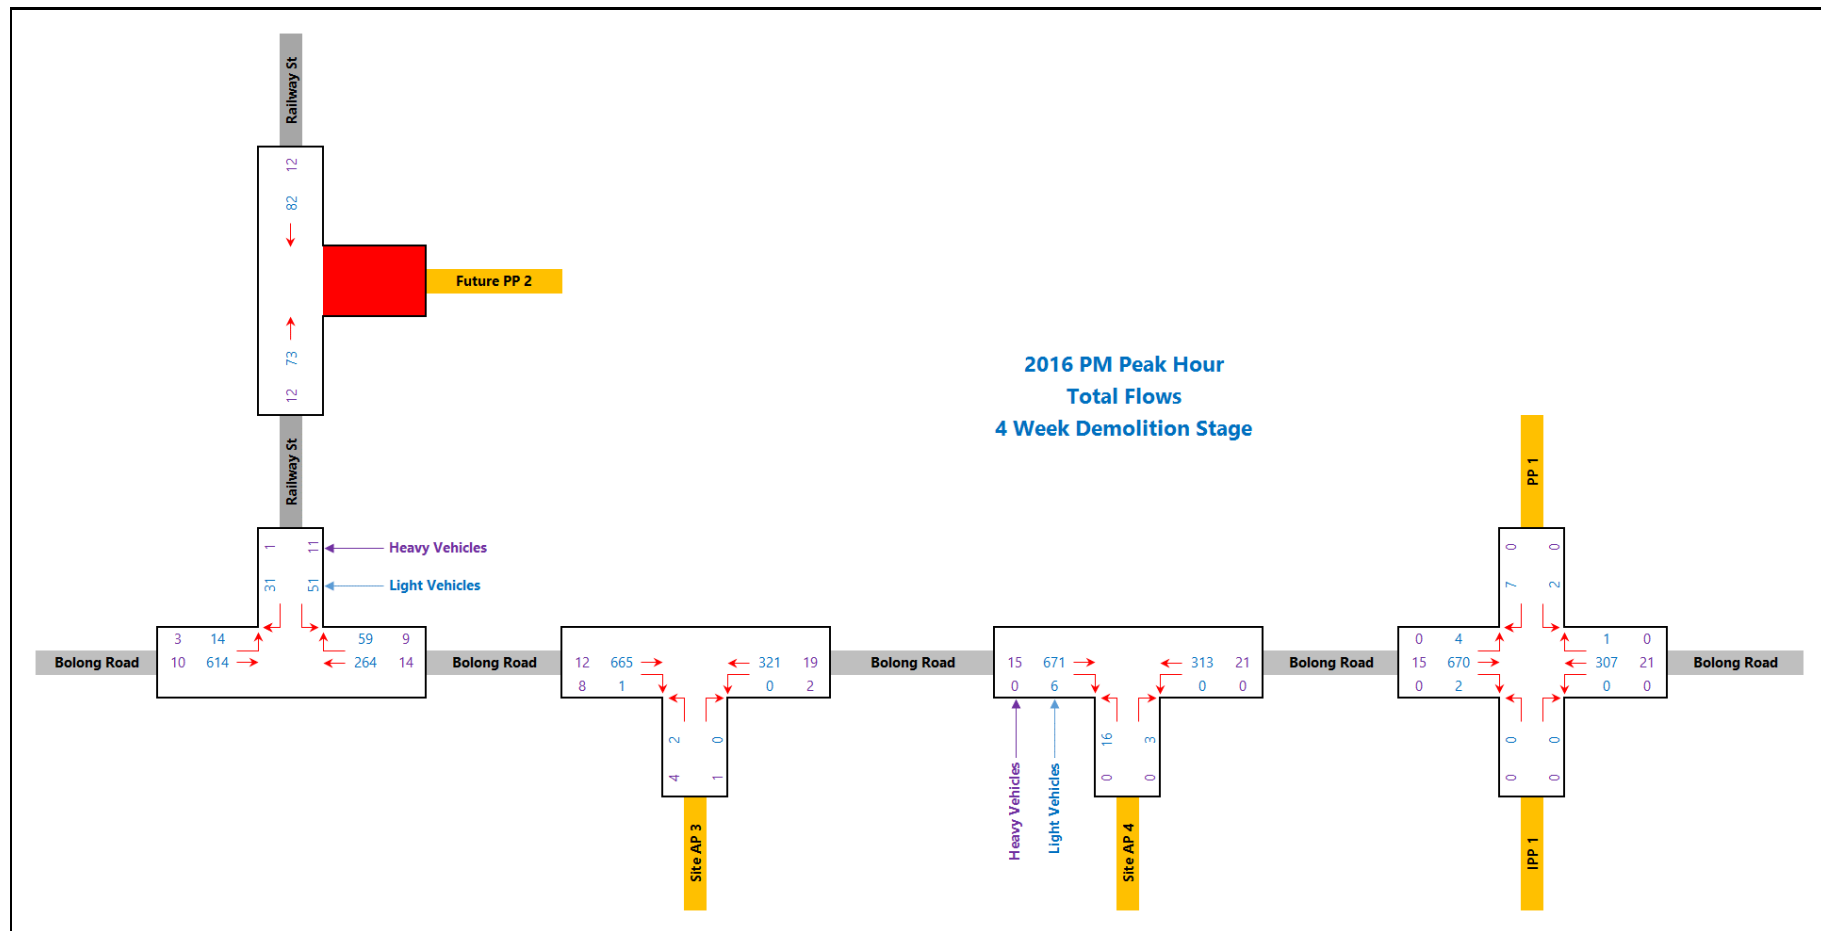 Railway St
12
82
Future PP 2
73
12
2016 PM Peak Hour
Total Flows
4 Week Demolition Stage
Railway St
PP 1
1 11 Heavy Vehicles
31 51 Light Vehicles
0 0
7 2
3 14 59 9
0 4 1 0
Bolong Road 10 614 264 14 Bolong Road 12 665 321 19 Bolong Road 15 671 313 21 Bolong Road 15 670 307 21 Bolong Road
8 1 0 2
0 6 0 0
0 2 0 0
2 0
4 1
16 3
0 0
0 0
0 0
Heavy Vehicles
Light Vehicles
Site AP 3
Site AP 4
IPP 1